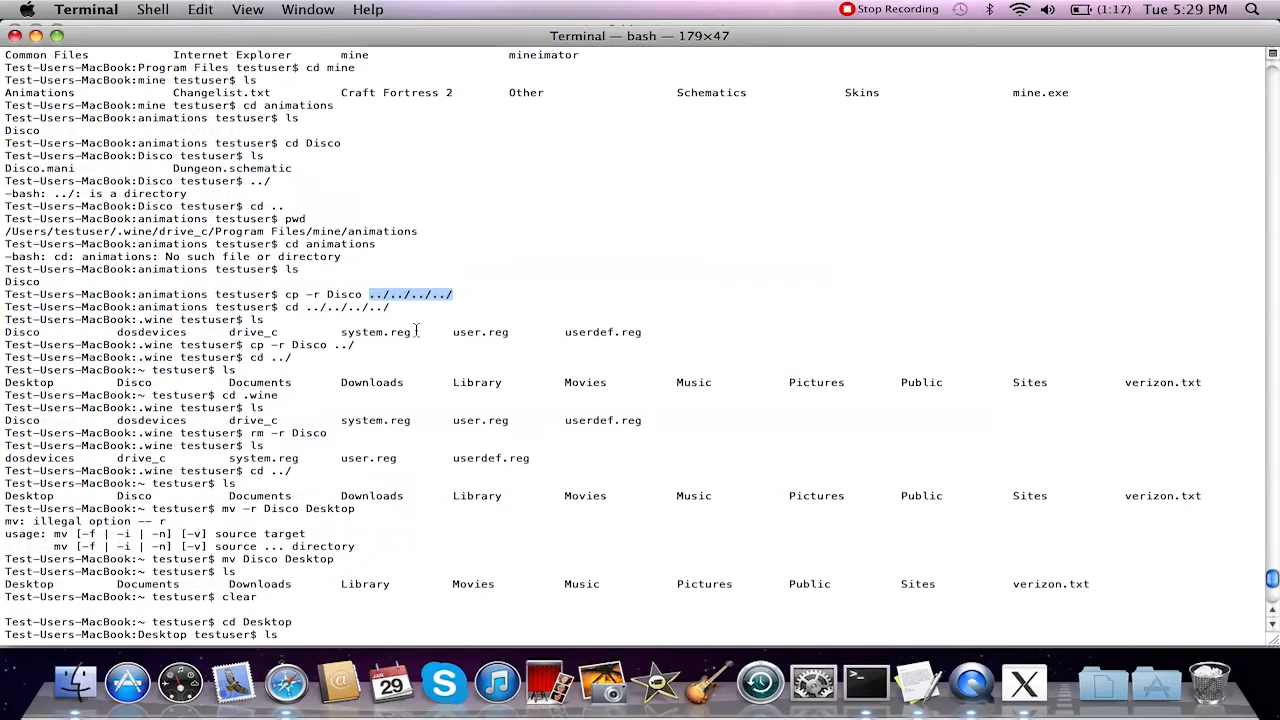 Terminal Shell Edit View Window Help Stop Recording (1:17) Tue 5:29 PM
Terminal — bash — 179×47
Common Files Internet Explorer mine mineimator
Test-Users-MacBook:Program Files testuser$ cd mine
Test-Users-MacBook:mine testuser$ ls
Animations Changelist.txt Craft Fortress 2 Other Schematics Skins mine.exe
Test-Users-MacBook:mine testuser$ cd animations
Test-Users-MacBook:animations testuser$ ls
Disco
Test-Users-MacBook:animations testuser$ cd Disco
Test-Users-MacBook:Disco testuser$ ls
Disco.mani Dungeon.schematic
Test-Users-MacBook:Disco testuser$ ../
-bash: ../: is a directory
Test-Users-MacBook:Disco testuser$ cd ..
Test-Users-MacBook:animations testuser$ pwd
/Users/testuser/.wine/drive_c/Program Files/mine/animations
Test-Users-MacBook:animations testuser$ cd animations
-bash: cd: animations: No such file or directory
Test-Users-MacBook:animations testuser$ ls
Disco
Test-Users-MacBook:animations testuser$ cp -r Disco ../../../../
Test-Users-MacBook:animations testuser$ cd ../../../../
Test-Users-MacBook:.wine testuser$ ls
Disco dosdevices drive_c system.reg user.reg userdef.reg
Test-Users-MacBook:.wine testuser$ cp -r Disco ../
Test-Users-MacBook:.wine testuser$ cd ../
Test-Users-MacBook:~ testuser$ ls
Desktop Disco Documents Downloads Library Movies Music Pictures Public Sites verizon.txt
Test-Users-MacBook:~ testuser$ cd .wine
Test-Users-MacBook:.wine testuser$ ls
Disco dosdevices drive_c system.reg user.reg userdef.reg
Test-Users-MacBook:.wine testuser$ rm -r Disco
Test-Users-MacBook:.wine testuser$ ls
dosdevices drive_c system.reg user.reg userdef.reg
Test-Users-MacBook:.wine testuser$ cd ../
Test-Users-MacBook:~ testuser$ ls
Desktop Disco Documents Downloads Library Movies Music Pictures Public Sites verizon.txt
Test-Users-MacBook:~ testuser$ mv -r Disco Desktop
mv: illegal option -- r
usage: mv [-f | -i | -n] [-v] source target
mv [-f | -i | -n] [-v] source ... directory
Test-Users-MacBook:~ testuser$ mv Disco Desktop
Test-Users-MacBook:~ testuser$ ls
Desktop Documents Downloads Library Movies Music Pictures Public Sites verizon.txt
Test-Users-MacBook:~ testuser$ clear
Test-Users-MacBook:~ testuser$ cd Desktop
Test-Users-MacBook:Desktop testuser$ ls
29